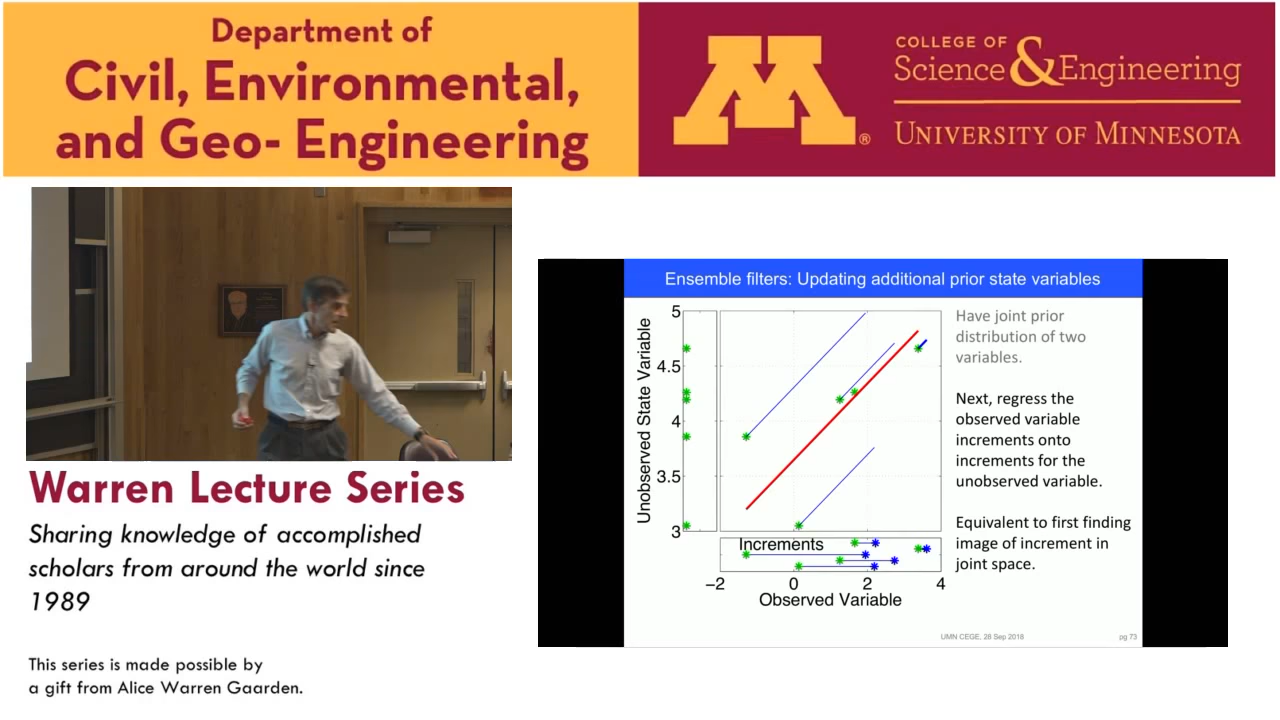 Department of
Civil, Environmental,
and Geo- Engineering
COLLEGE OF
Science & Engineering
UNIVERSITY OF MINNESOTA
M®
Warren Lecture Series
Sharing knowledge of accomplished
scholars from around the world since
1989
This series is made possible by
a gift from Alice Warren Gaarden.
Ensemble filters: Updating additional prior state variables
Unobserved State Variable
5
4.5
4
3.5
3
Increments
−2 0 2 4
Observed Variable
Have joint prior
distribution of two
variables.
Next, regress the
observed variable
increments onto
increments for the
unobserved variable.
Equivalent to first finding
image of increment in
joint space.
UMN CEGE, 28 Sep 2018
pg 73